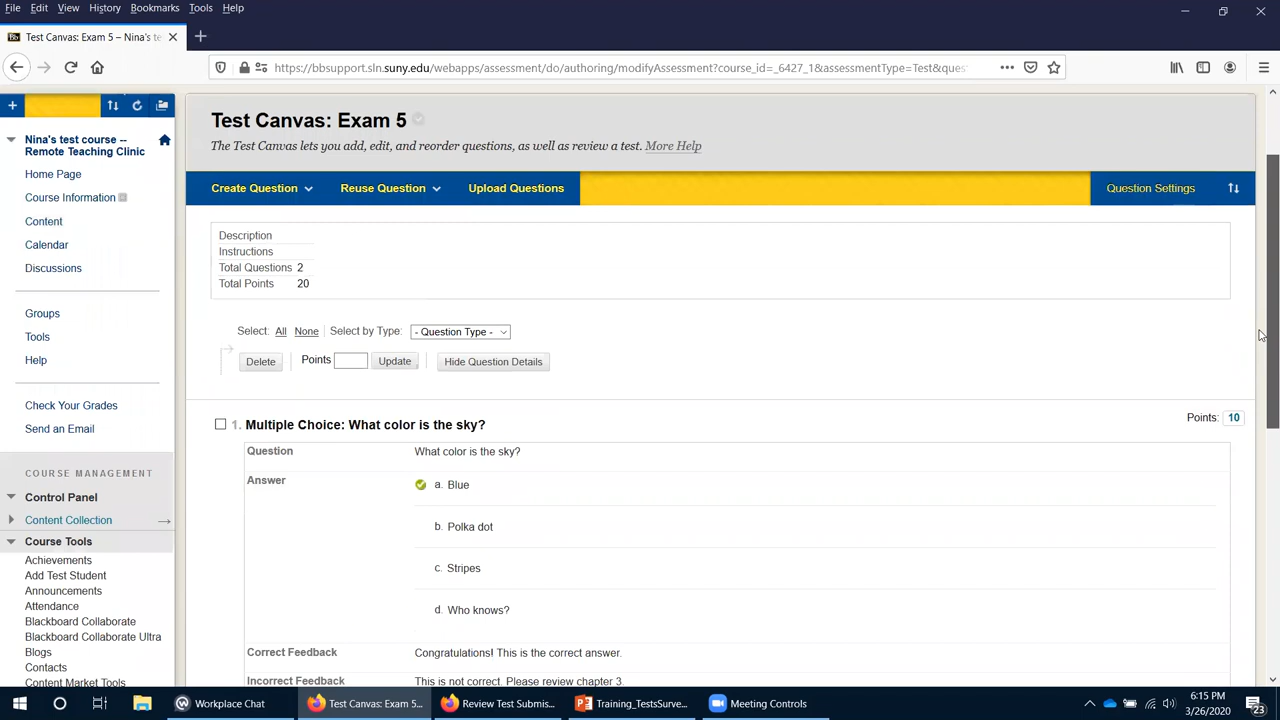 File Edit View History Bookmarks Tools Help
Test Canvas: Exam 5 – Nina's te
https://bbsupport.sln.suny.edu/webapps/assessment/do/authoring/modifyAssessment?course_id=_6427_1&assessmentType=Test&ques
Nina's test course --
Remote Teaching Clinic
Home Page
Course Information
Content
Calendar
Discussions
Groups
Tools
Help
Check Your Grades
Send an Email
COURSE MANAGEMENT
Control Panel
Content Collection
Course Tools
Achievements
Add Test Student
Announcements
Attendance
Blackboard Collaborate
Blackboard Collaborate Ultra
Blogs
Contacts
Content Market Tools
Test Canvas: Exam 5
The Test Canvas lets you add, edit, and reorder questions, as well as review a test. More Help
Create Question Reuse Question Upload Questions Question Settings
Description
Instructions
Total Questions 2
Total Points 20
Select: All None Select by Type: - Question Type -
Delete Points Update Hide Question Details
1. Multiple Choice: What color is the sky? Points: 10
Question What color is the sky?
Answer a. Blue
b. Polka dot
c. Stripes
d. Who knows?
Correct Feedback Congratulations! This is the correct answer.
Incorrect Feedback This is not correct. Please review chapter 3.
Workplace Chat Test Canvas: Exam 5... Review Test Submis... Training_TestsSurve... Meeting Controls
6:15 PM
3/26/2020
23